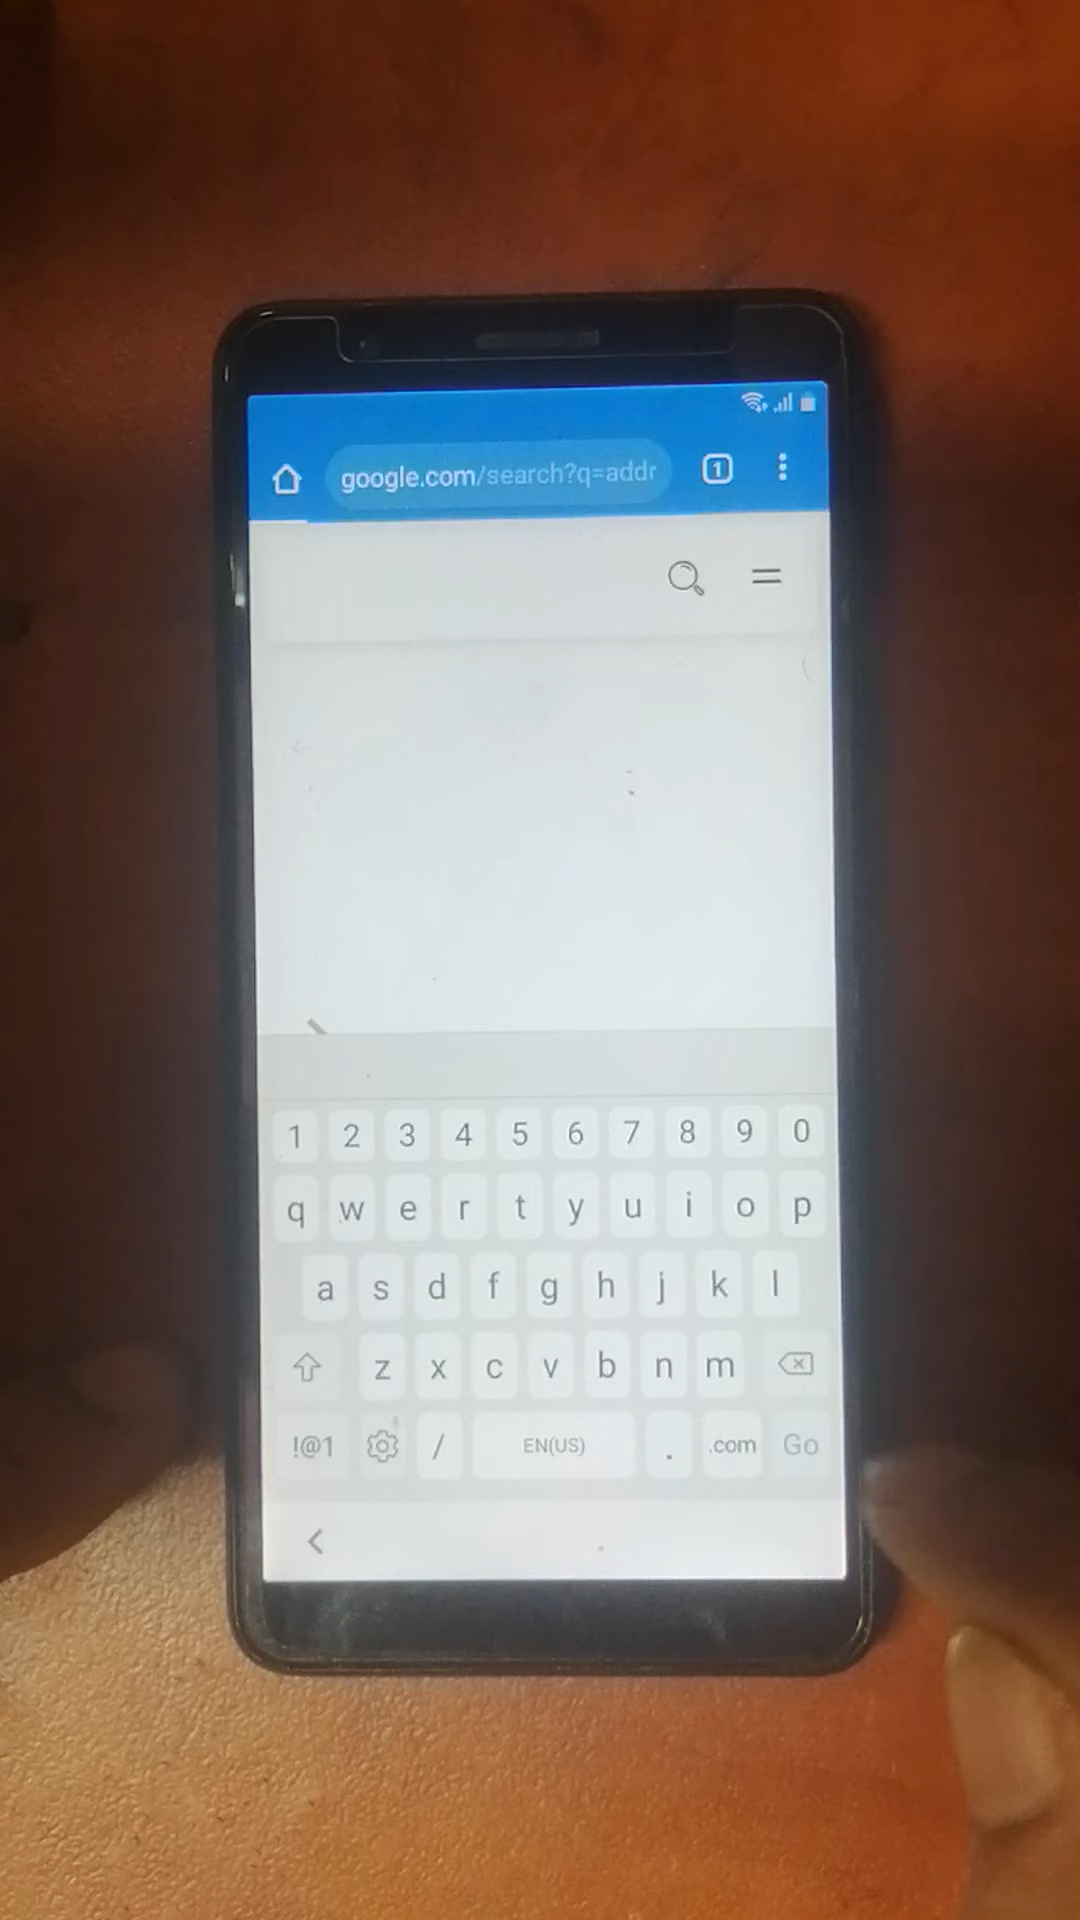 google.com/search?q=addr
1
1 2 3 4 5 6 7 8 9 0
q w e r t y u i o p
a s d f g h j k l
z x c v b n m
!@1 / EN(US) . .com Go